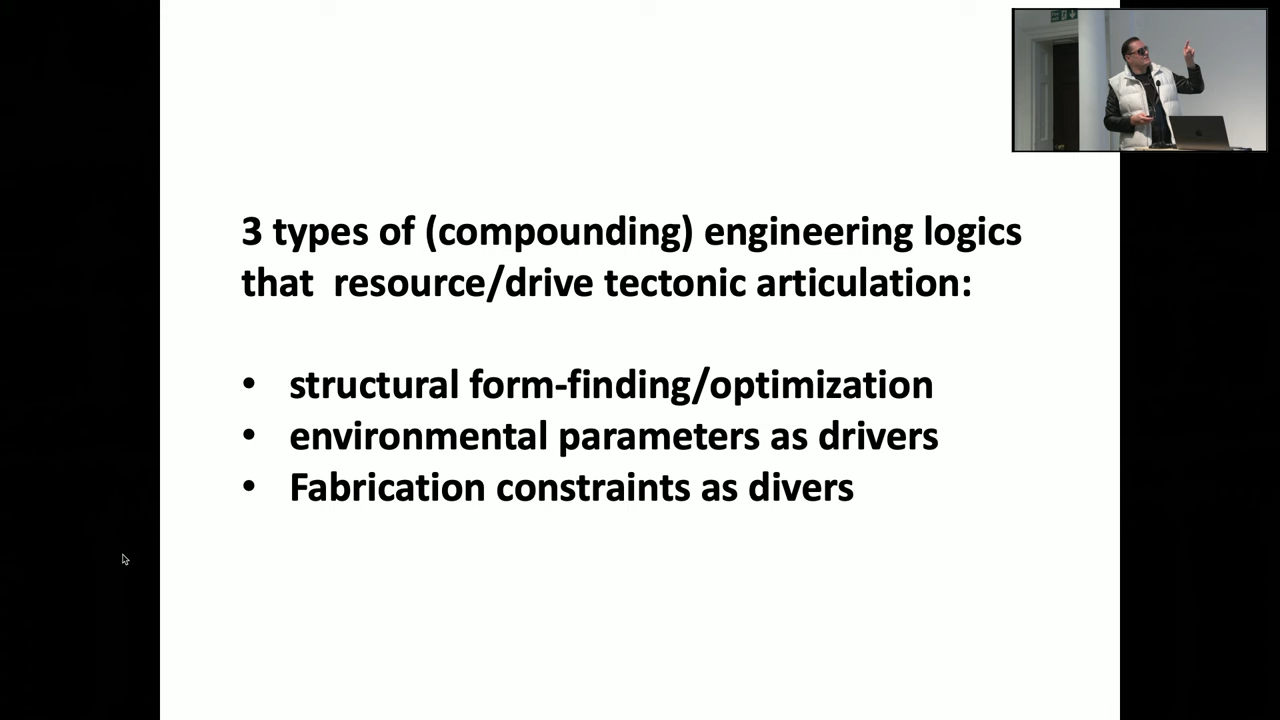 3 types of (compounding) engineering logics
that  resource/drive tectonic articulation:
• structural form-finding/optimization
• environmental parameters as drivers
• Fabrication constraints as divers